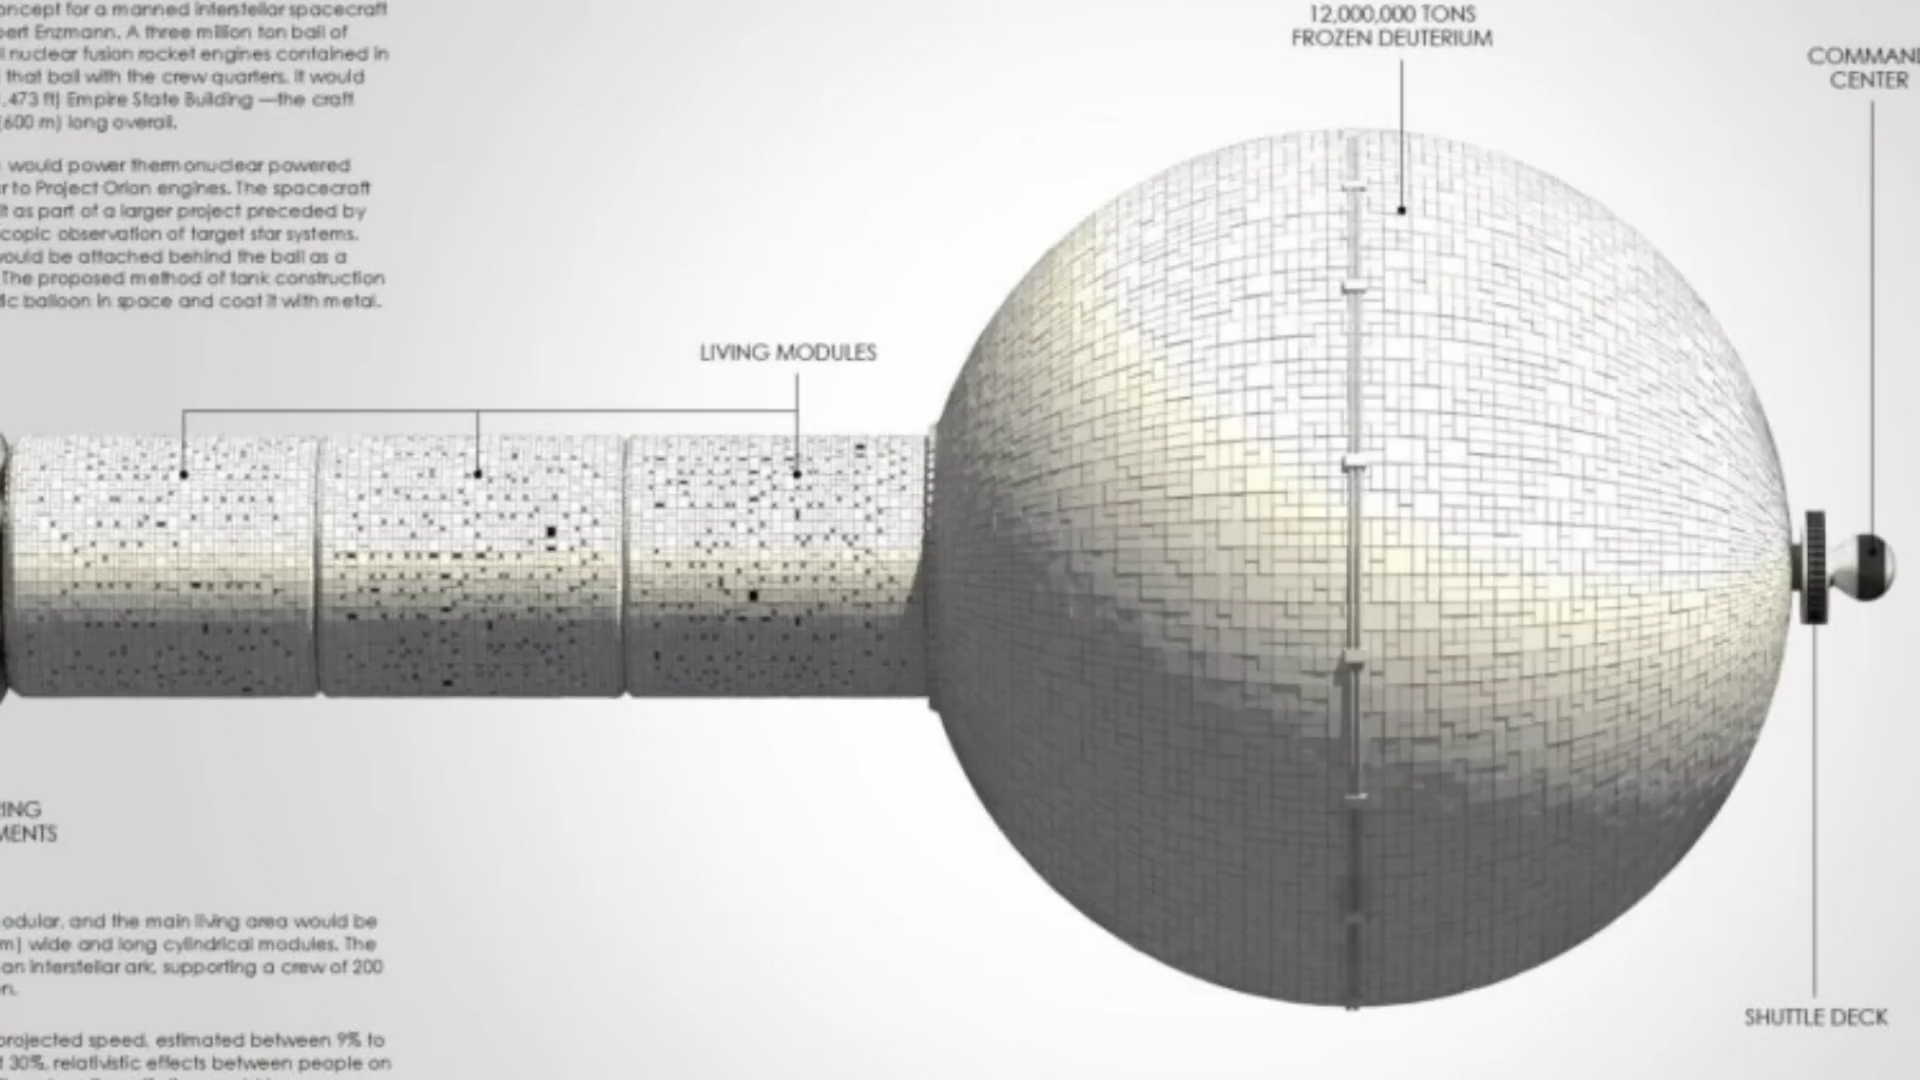 oncept for a manned interstellar spacecraft
bert Enzmann. A three million ton ball of
l nuclear fusion rocket engines contained in
that ball with the crew quarters. It would
,473 ft) Empire State Building —the craft
(600 m) long overall.
would power thermonuclear powered
r to Project Orion engines. The spacecraft
lt as part of a larger project preceded by
copic observation of target star systems.
would be attached behind the ball as a
The proposed method of tank construction
tic balloon in space and coat it with metal.
12,000,000 TONS
FROZEN DEUTERIUM
COMMAND
CENTER
LIVING MODULES
RING
MENTS
odular, and the main living area would be
m) wide and long cylindrical modules. The
an interstellar ark, supporting a crew of 200
n.
projected speed, estimated between 9% to
t 30%, relativistic effects between people on
SHUTTLE DECK